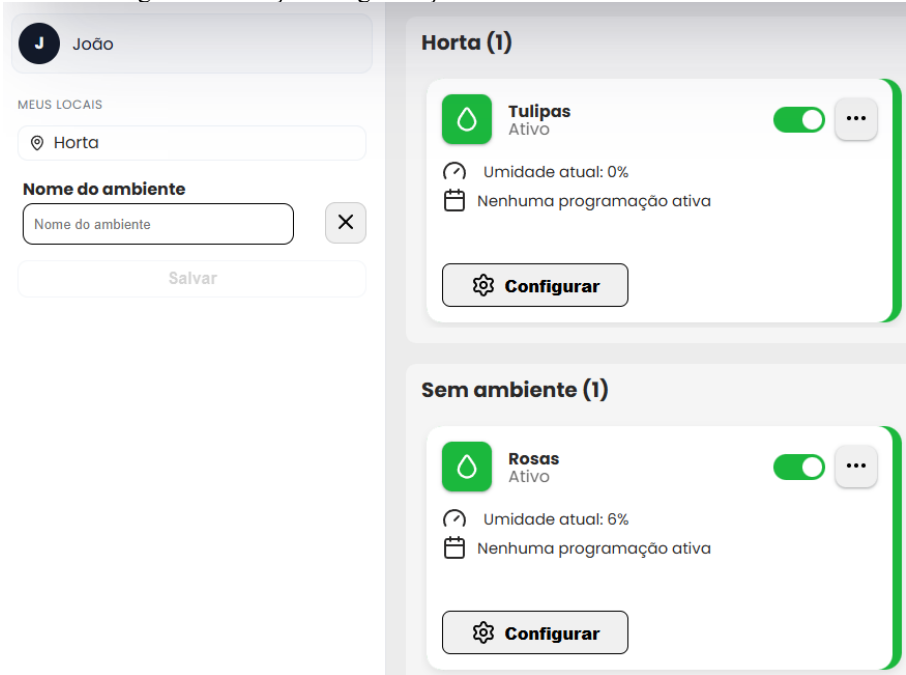 J João
MEUS LOCAIS
Horta
Nome do ambiente
Nome do ambiente
Salvar
Horta (1)
Tulipas
Ativo
Umidade atual: 0%
Nenhuma programação ativa
Configurar
Sem ambiente (1)
Rosas
Ativo
Umidade atual: 6%
Nenhuma programação ativa
Configurar